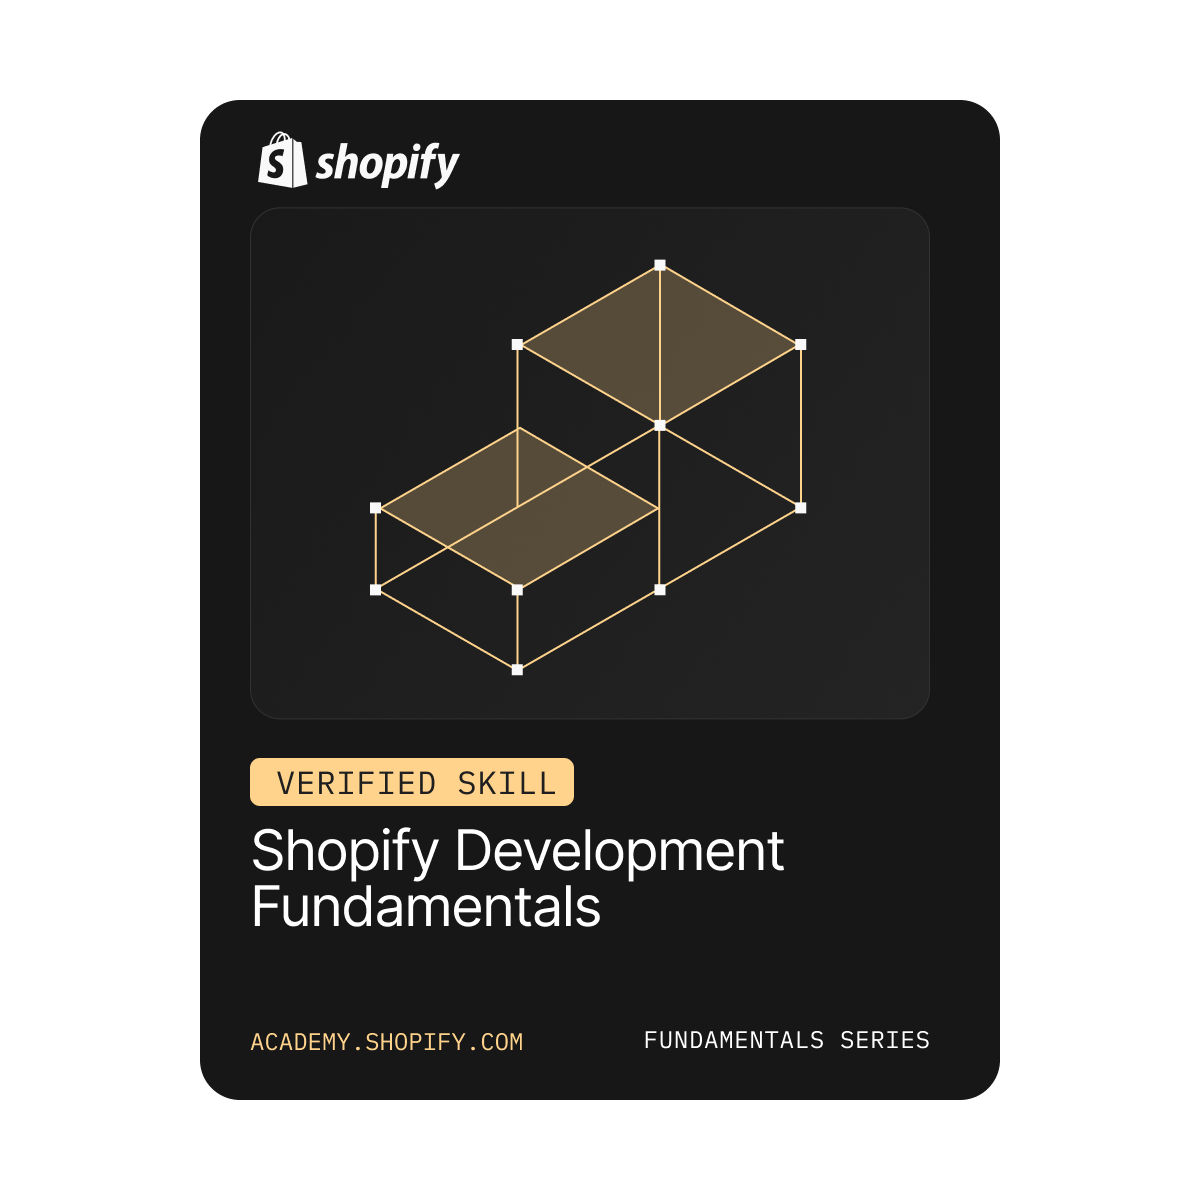 shopify
VERIFIED SKILL
Shopify Development
Fundamentals
ACADEMY.SHOPIFY.COM
FUNDAMENTALS SERIES